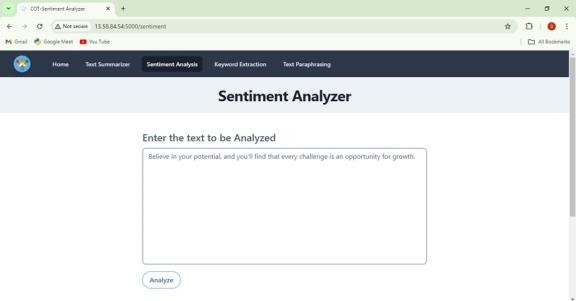 COT-Sentiment Analyzer
Not secure 13.58.84.54:5000/sentiment
Gmail Google Meet You Tube All Bookmarks
Home Text Summarizer Sentiment Analysis Keyword Extraction Text Paraphrasing
Sentiment Analyzer
Enter the text to be Analyzed
Believe in your potential, and you'll find that every challenge is an opportunity for growth.
Analyze